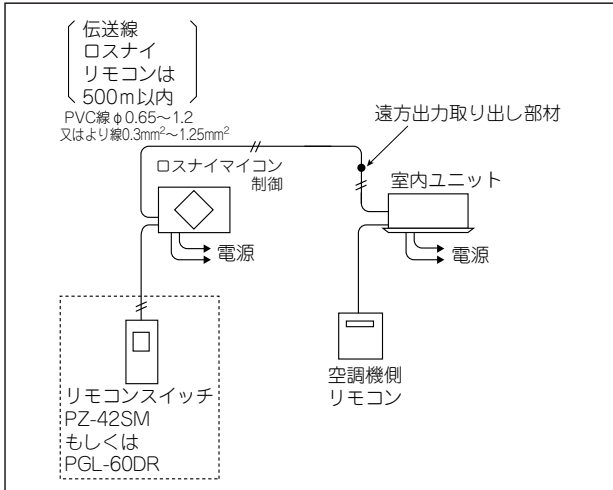 伝送線
ロスナイ
リモコンは
500m以内
PVC線φ0.65～1.2
又はより線0.3mm²～1.25mm²
遠方出力取り出し部材
ロスナイマイコン
制御
室内ユニット
電源
電源
リモコンスイッチ
PZ-42SM
もしくは
PGL-60DR
空調機側
リモコン